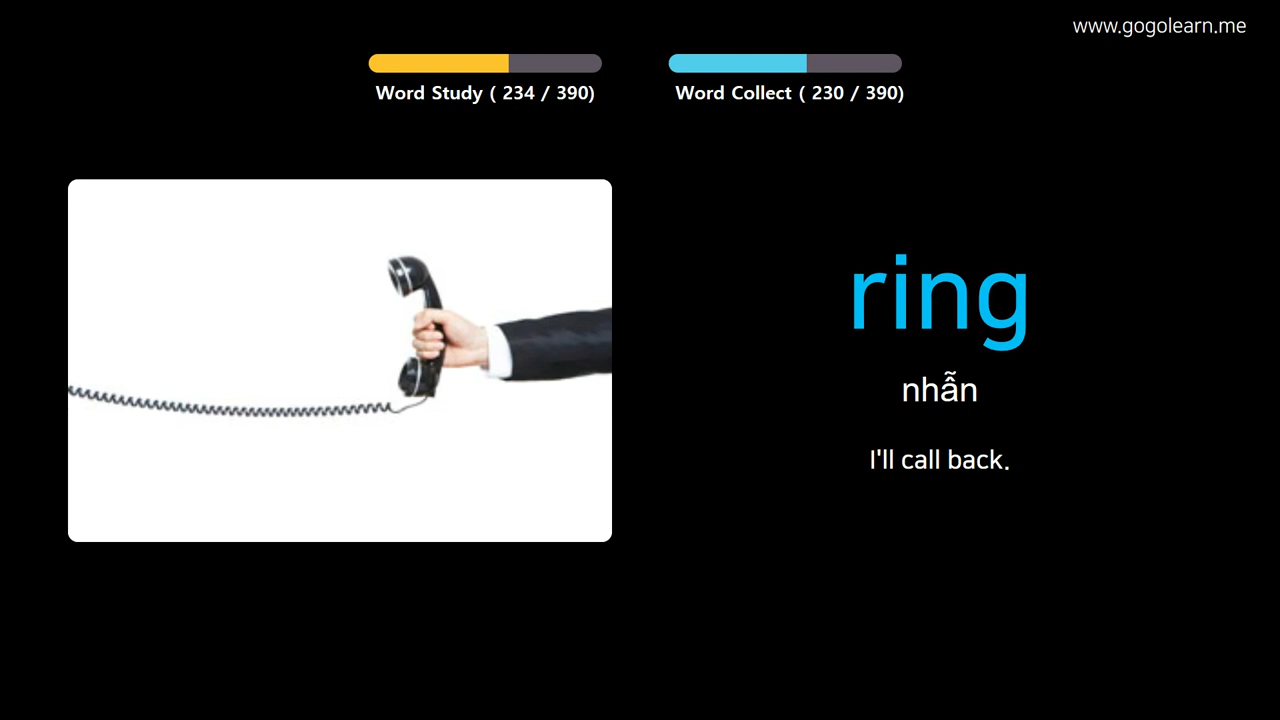 www.gogolearn.me
Word Study ( 234 / 390)
Word Collect ( 230 / 390)
ring
nhẫn
I'll call back.